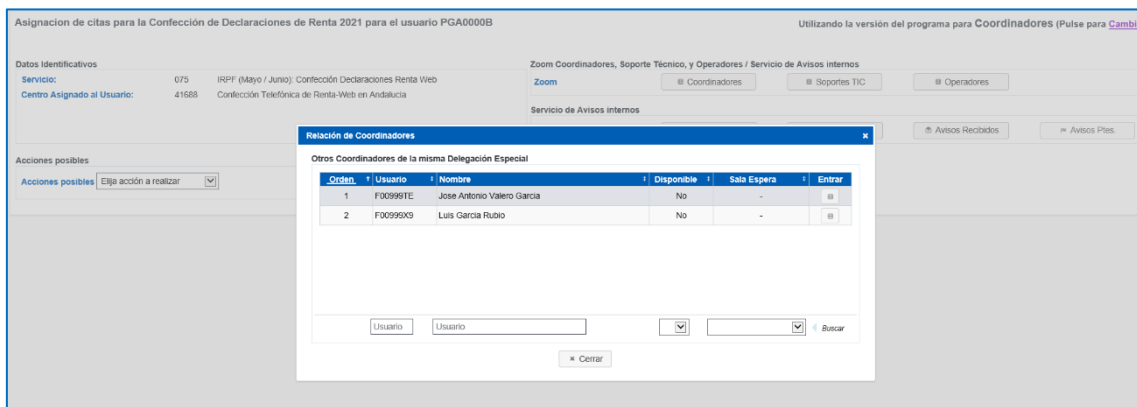 Asignacion de citas para la Confección de Declaraciones de Renta 2021 para el usuario PGA0000B
Utilizando la versión del programa para Coordinadores (Pulse para Cambi
Datos Identificativos
Servicio: 075 IRPF (Mayo / Junio): Confección Declaraciones Renta Web
Centro Asignado al Usuario: 41688 Confección Telefónica de Renta-Web en Andalucia
Zoom Coordinadores, Soporte Técnico, y Operadores / Servicio de Avisos internos
Zoom Coordinadores Soportes TIC Operadores
Servicio de Avisos internos
Avisos Recibidos Avisos Ptes.
Acciones posibles
Acciones posibles Elija acción a realizar
Relación de Coordinadores
Otros Coordinadores de la misma Delegación Especial
Orden Usuario Nombre Disponible Sala Espera Entrar
1 F00999TE Jose Antonio Valero Garcia No -
2 F00999X9 Luis Garcia Rubio No -
Usuario Usuario Buscar
Cerrar